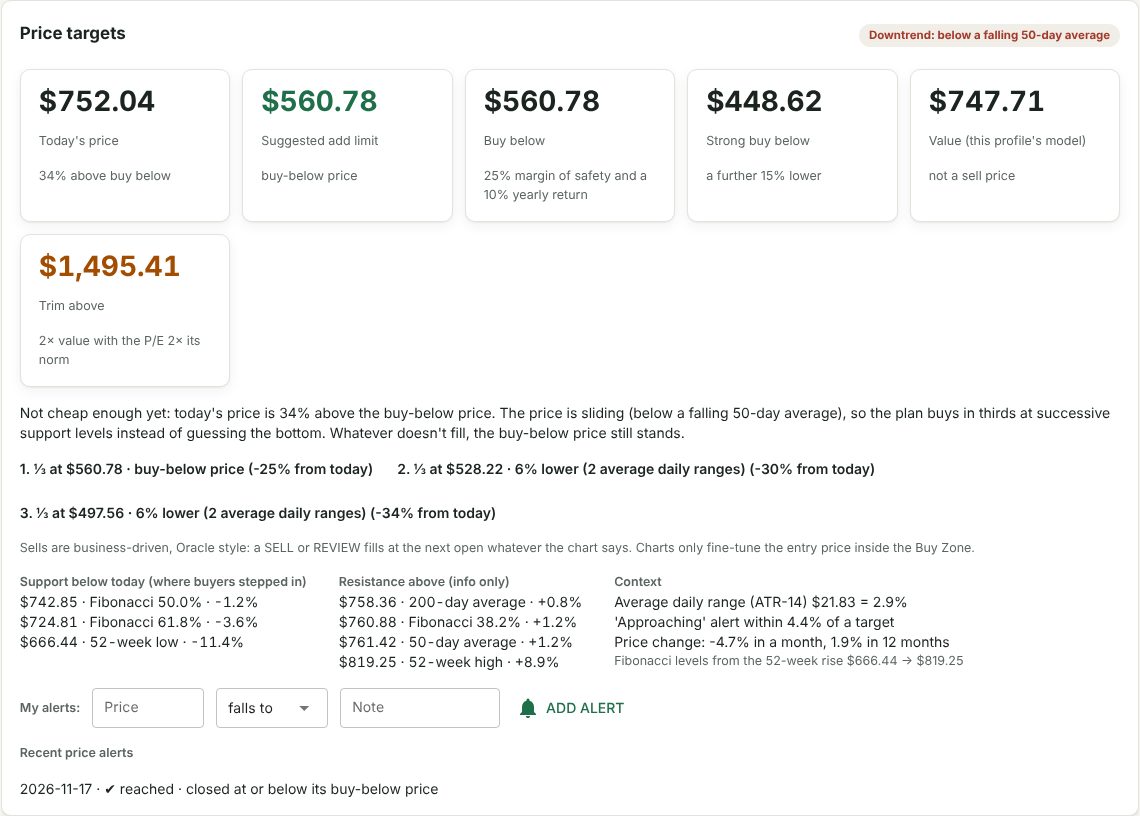 Price targets
Downtrend: below a falling 50-day average
$752.04
Today's price
34% above buy below
$560.78
Suggested add limit
buy-below price
$560.78
Buy below
25% margin of safety and a
10% yearly return
$448.62
Strong buy below
a further 15% lower
$747.71
Value (this profile's model)
not a sell price
$1,495.41
Trim above
2× value with the P/E 2× its
norm
Not cheap enough yet: today's price is 34% above the buy-below price. The price is sliding (below a falling 50-day average), so the plan buys in thirds at successive
support levels instead of guessing the bottom. Whatever doesn't fill, the buy-below price still stands.
1. ⅓ at $560.78 · buy-below price (-25% from today)
2. ⅓ at $528.22 · 6% lower (2 average daily ranges) (-30% from today)
3. ⅓ at $497.56 · 6% lower (2 average daily ranges) (-34% from today)
Sells are business-driven, Oracle style: a SELL or REVIEW fills at the next open whatever the chart says. Charts only fine-tune the entry price inside the Buy Zone.
Support below today (where buyers stepped in)
$742.85 · Fibonacci 50.0% · -1.2%
$724.81 · Fibonacci 61.8% · -3.6%
$666.44 · 52-week low · -11.4%
Resistance above (info only)
$758.36 · 200-day average · +0.8%
$760.88 · Fibonacci 38.2% · +1.2%
$761.42 · 50-day average · +1.2%
$819.25 · 52-week high · +8.9%
Context
Average daily range (ATR-14) $21.83 = 2.9%
'Approaching' alert within 4.4% of a target
Price change: -4.7% in a month, 1.9% in 12 months
Fibonacci levels from the 52-week rise $666.44 → $819.25
My alerts:
Price
falls to
Note
ADD ALERT
Recent price alerts
2026-11-17 · ✔ reached · closed at or below its buy-below price